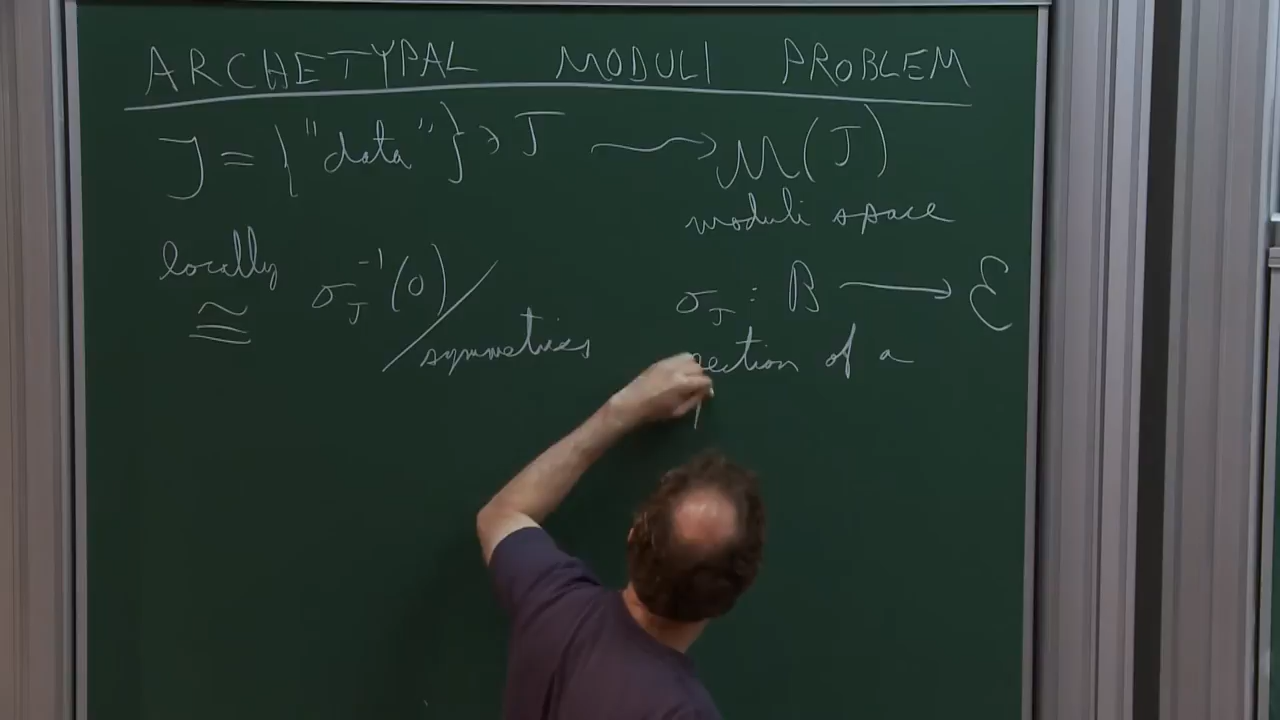 ARCHETYPAL MODULI PROBLEM
𝒥 = { "data" } ∋ J ⟿ ℳ(J)
moduli space
locally ≅ σ_J^{-1}(0) / symmetries
σ_J : ℬ → ℰ
section of a